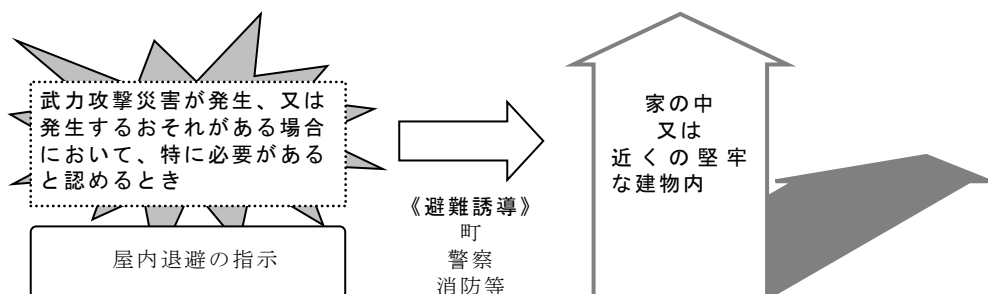 武力攻撃災害が発生、又は
発生するおそれがある場合
において、特に必要がある
と認めるとき
屋内退避の指示
《避難誘導》
町
警察
消防等
家の中
又は
近くの堅牢
な建物内